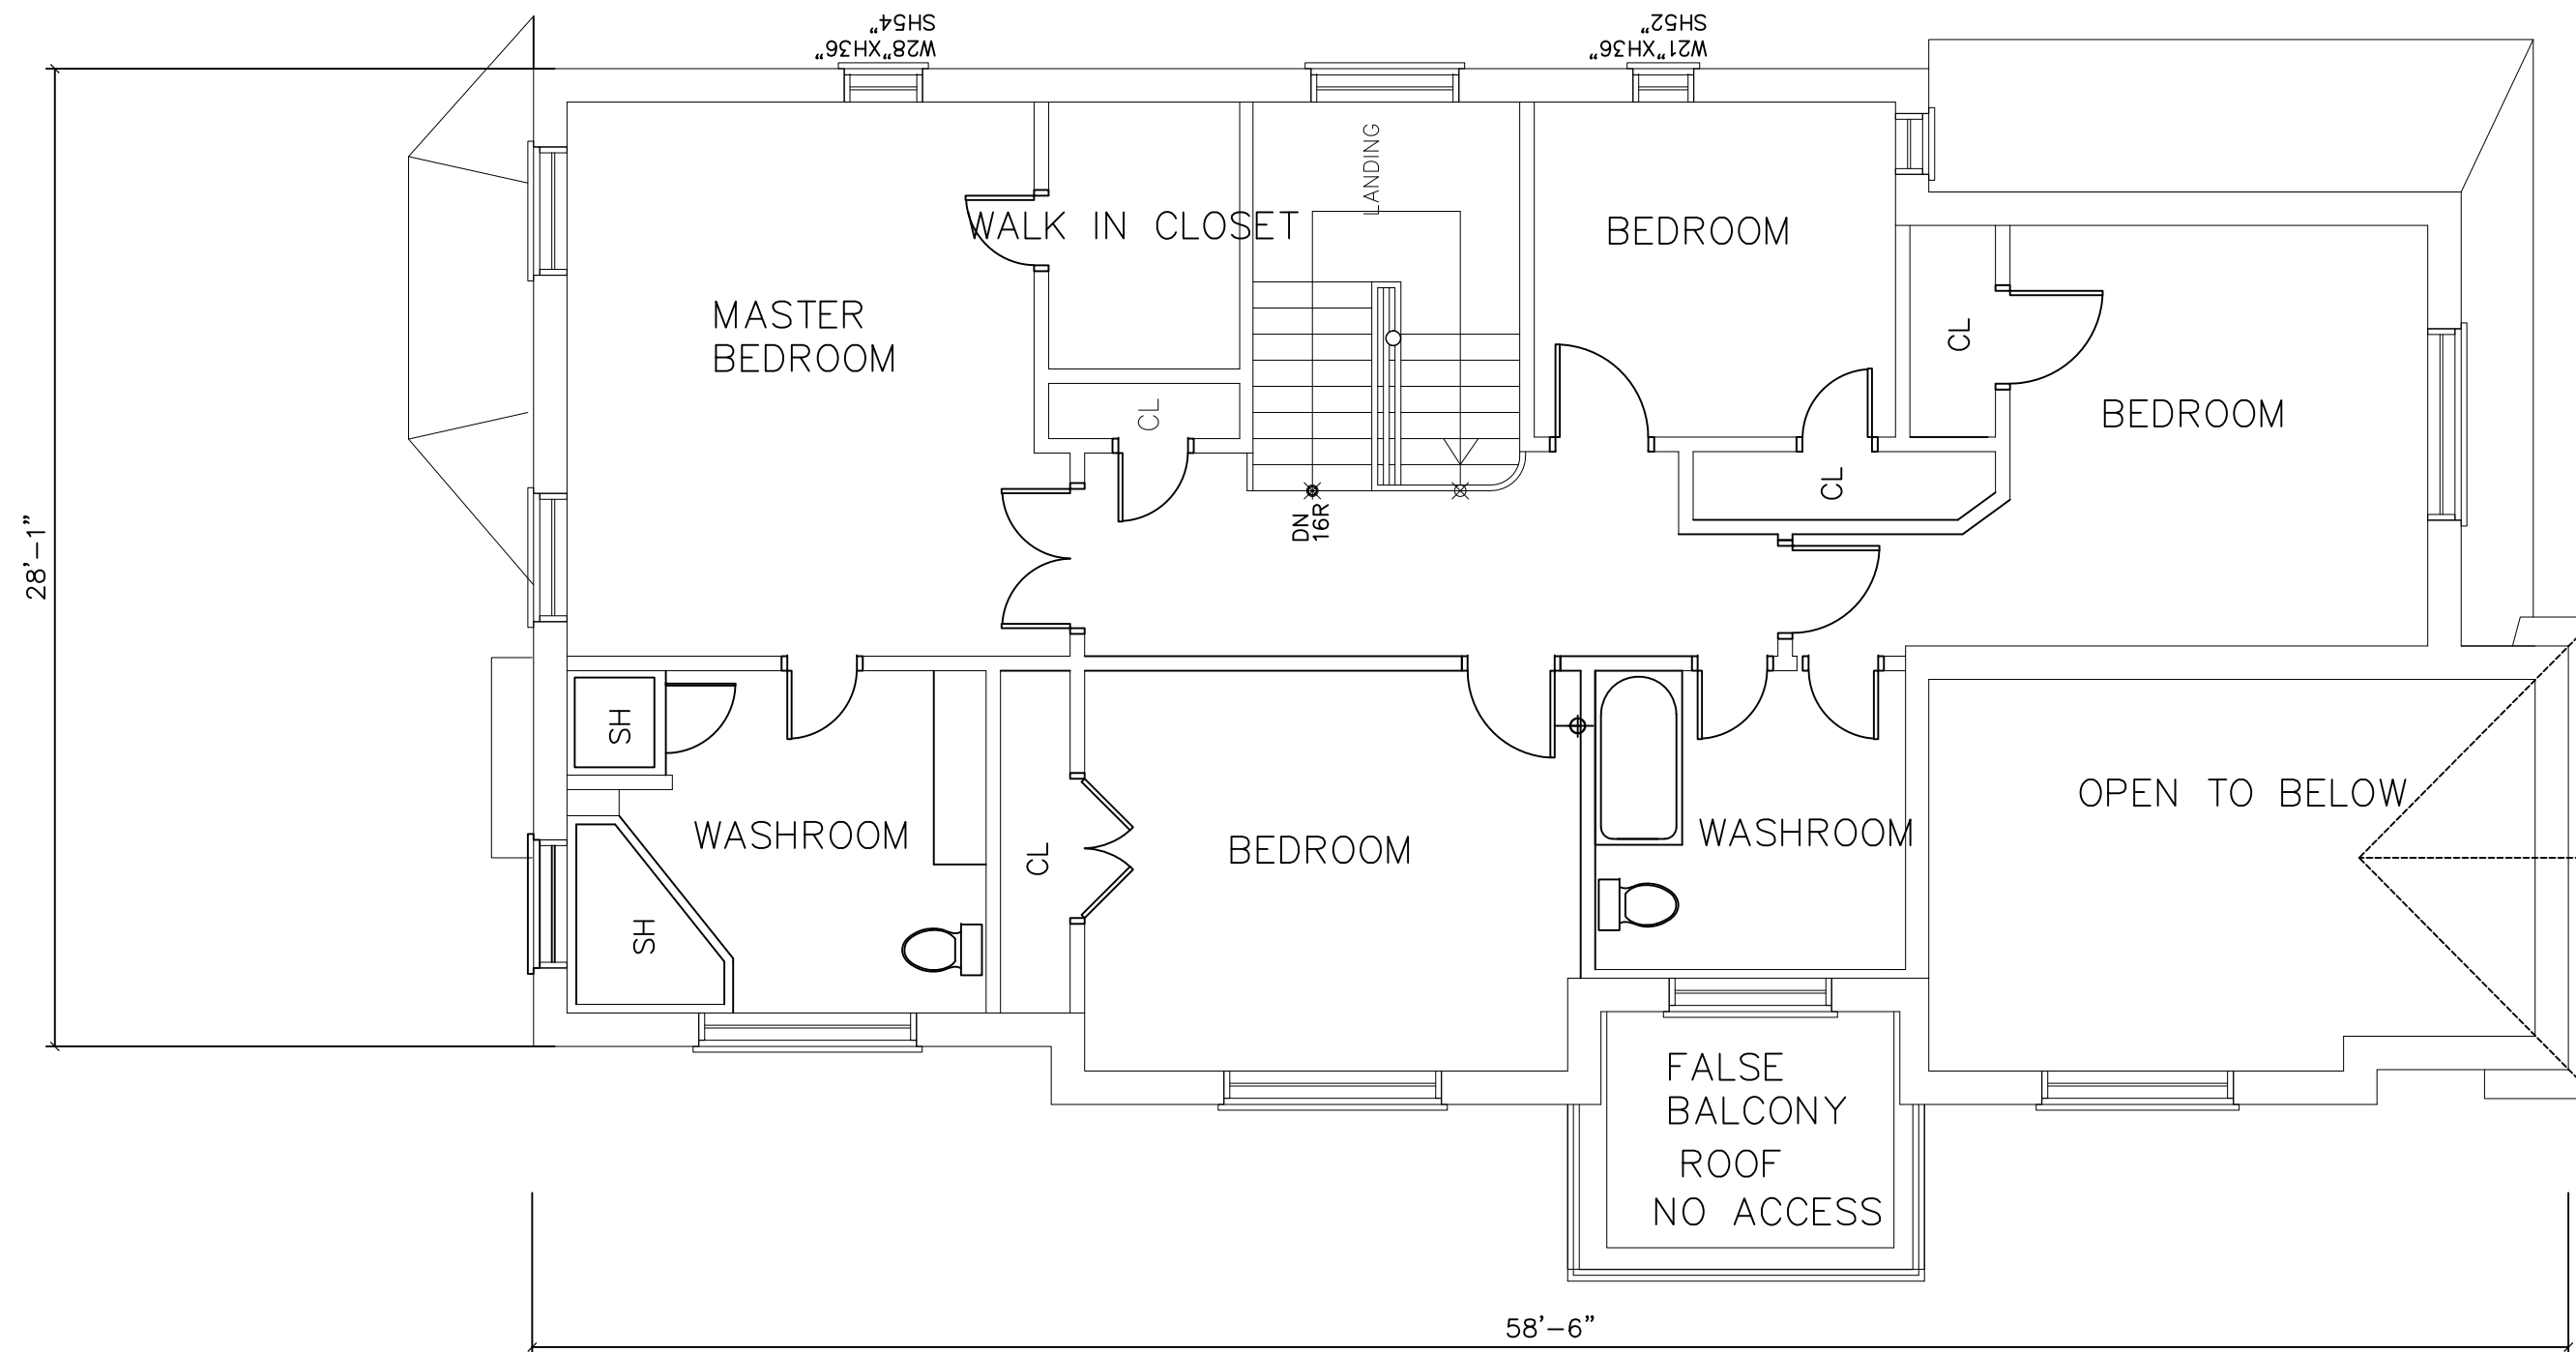 SH54”
W28”XH36”
SH52”
W21”XH36”
LANDING
WALK IN CLOSET
BEDROOM
MASTER
BEDROOM
CL
CL
BEDROOM
CL
DN
16R
28'-1”
SH
WASHROOM
CL
BEDROOM
WASHROOM
OPEN TO BELOW
SH
FALSE
BALCONY
ROOF
NO ACCESS
58'-6”